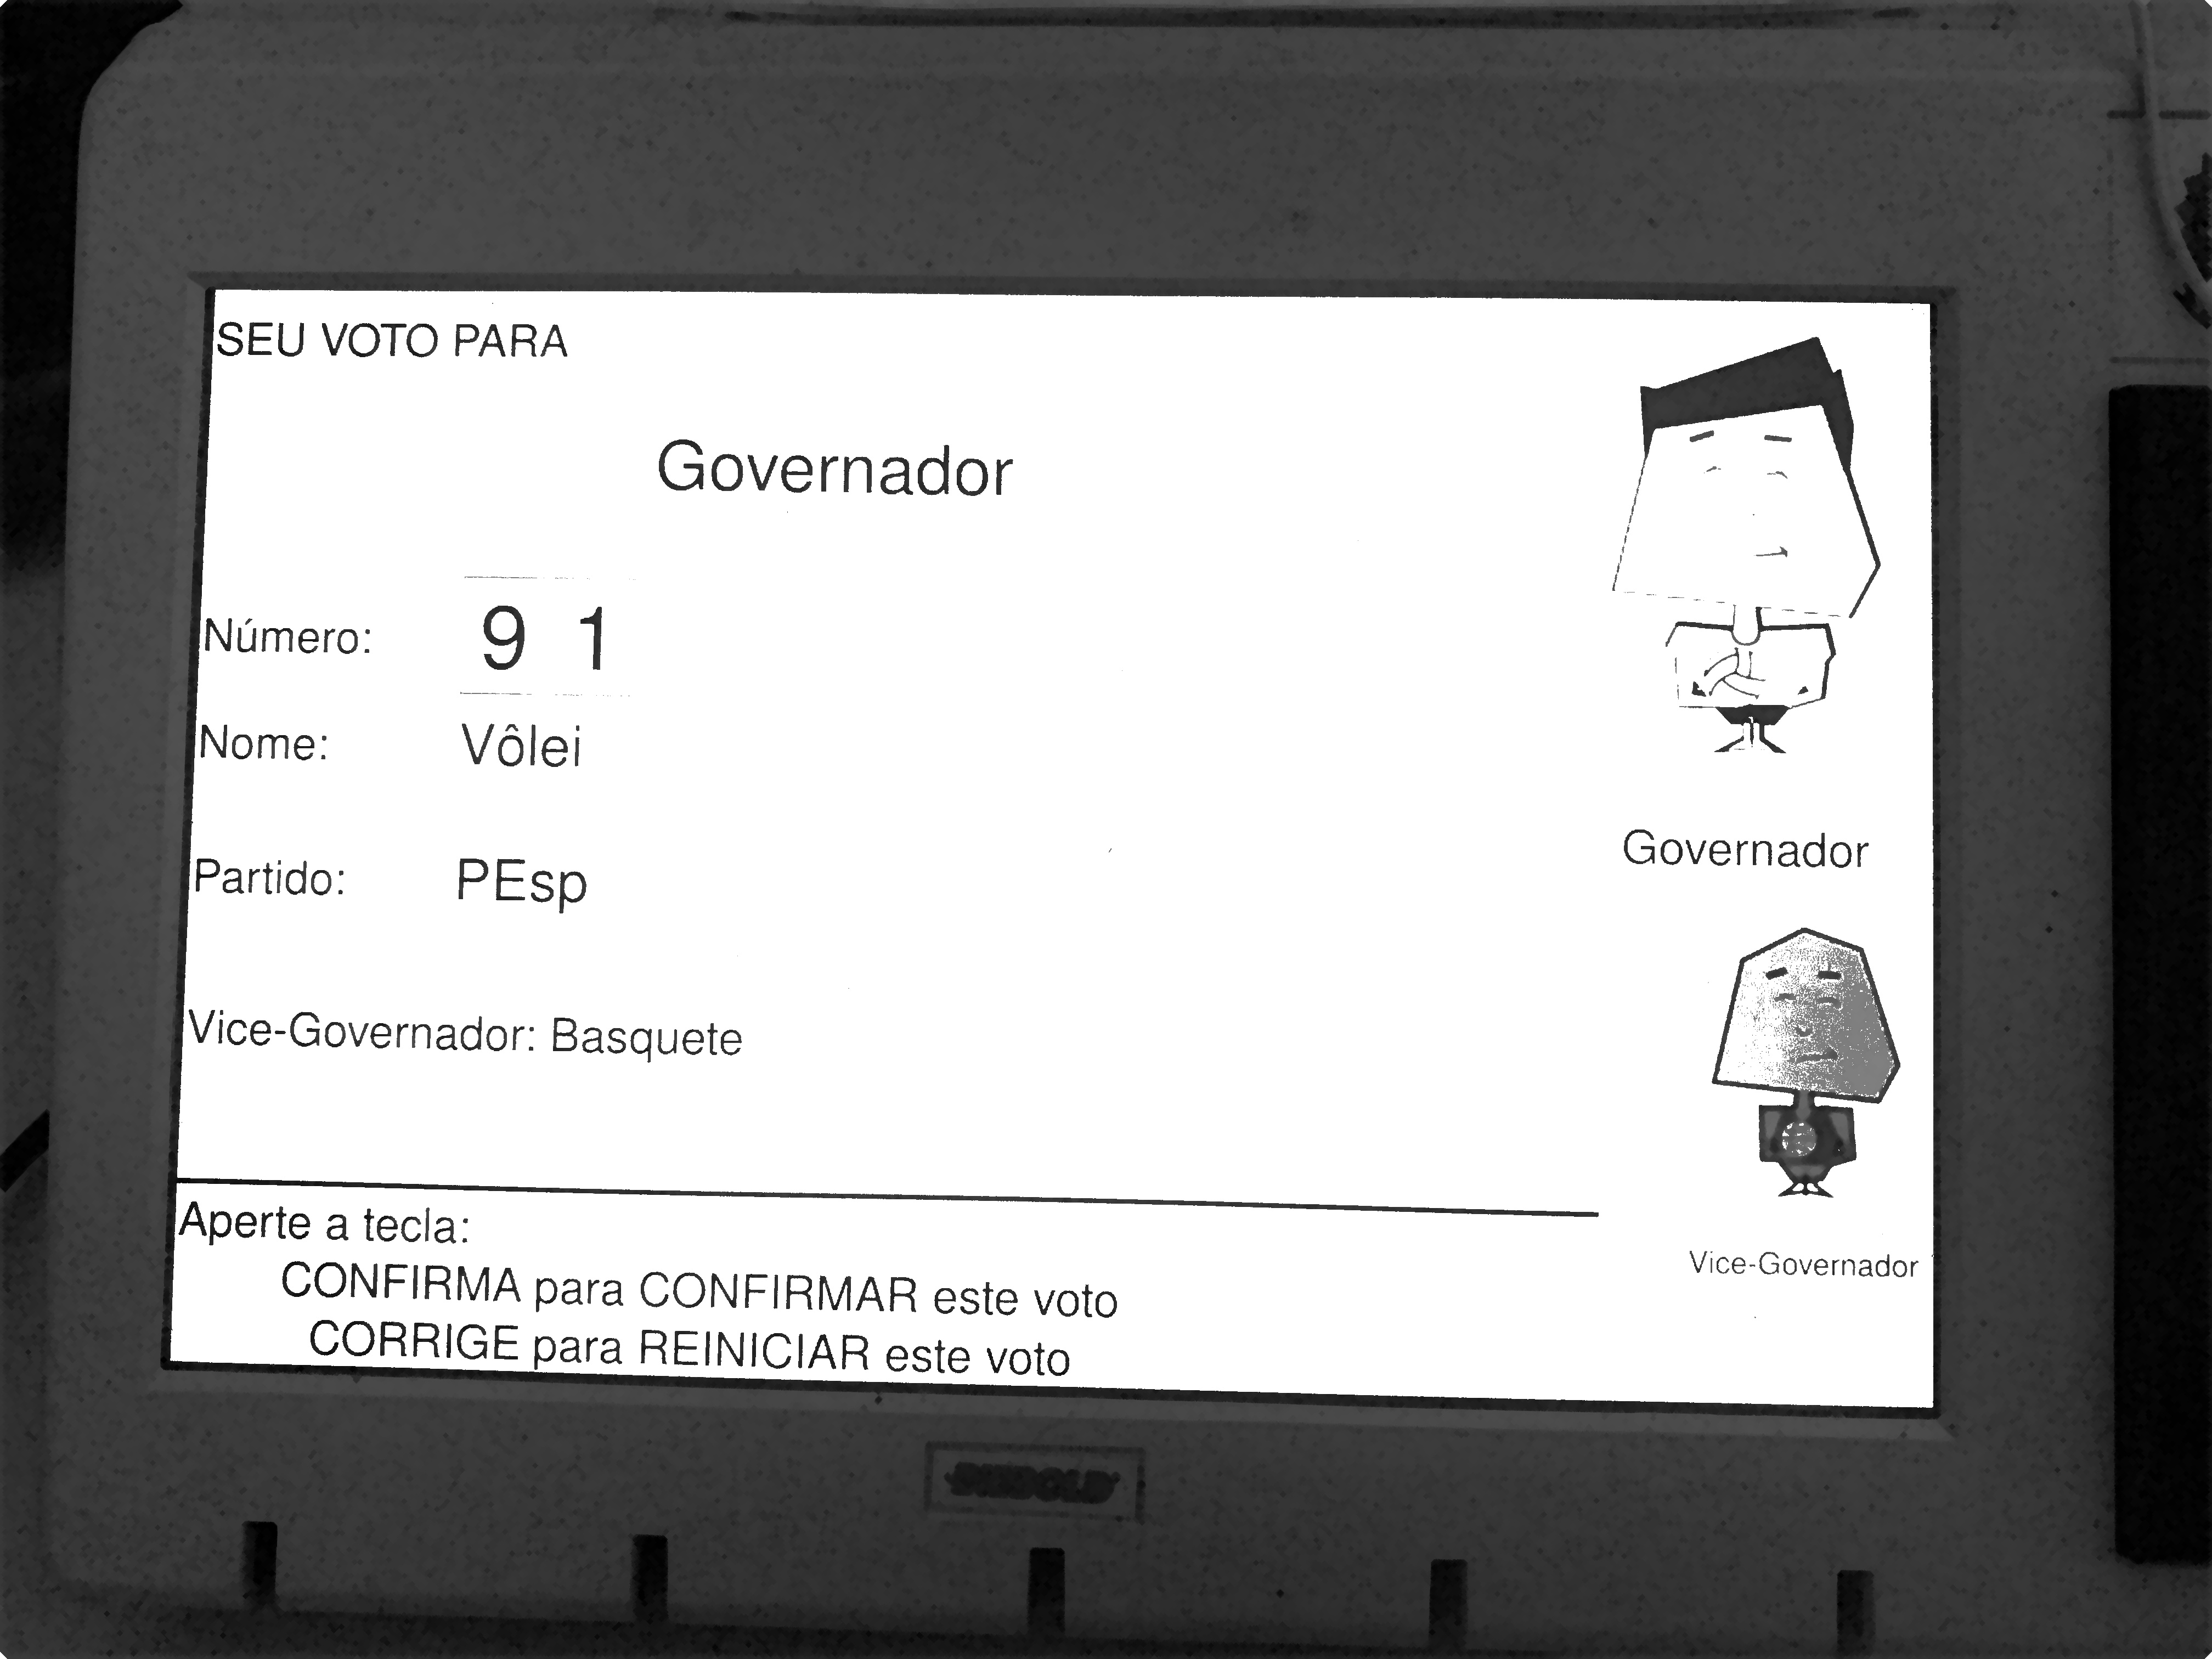 SEU VOTO PARA
Governador
Número: 9 1
Nome: Vôlei
Partido: PEsp
Vice-Governador: Basquete
Aperte a tecla:
CONFIRMA para CONFIRMAR este voto
CORRIGE para REINICIAR este voto
Governador
Vice-Governador
DIEBOLD